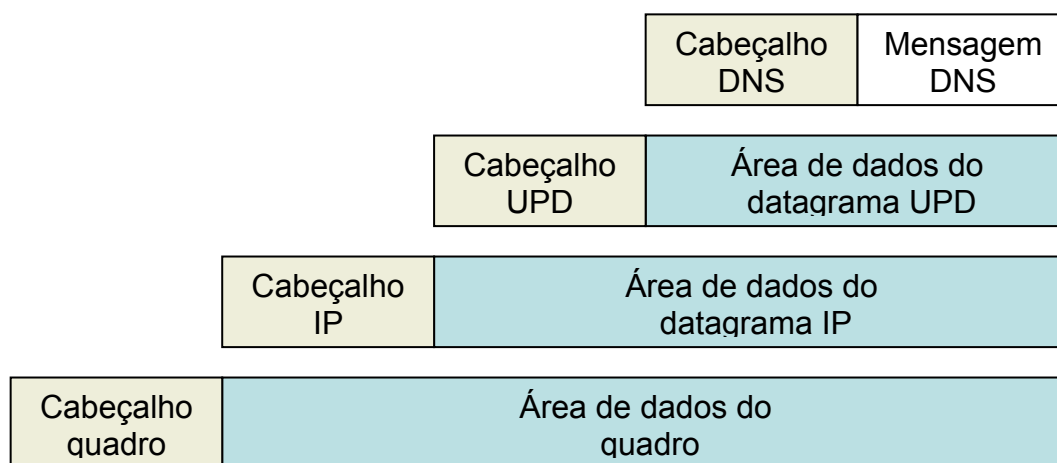 Cabeçalho
DNS
Mensagem
DNS
Cabeçalho
UPD
Área de dados do
datagrama UPD
Cabeçalho
IP
Área de dados do
datagrama IP
Cabeçalho
quadro
Área de dados do
quadro